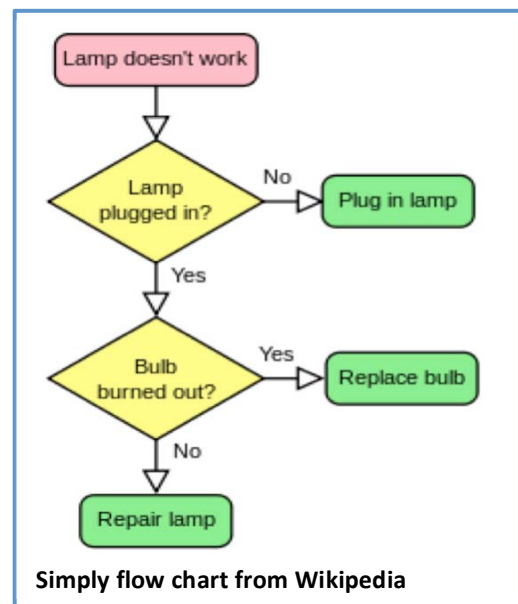 Lamp doesn't work
Lamp
plugged in?
No
Plug in lamp
Yes
Bulb
burned out?
Yes
Replace bulb
No
Repair lamp
Simply flow chart from Wikipedia